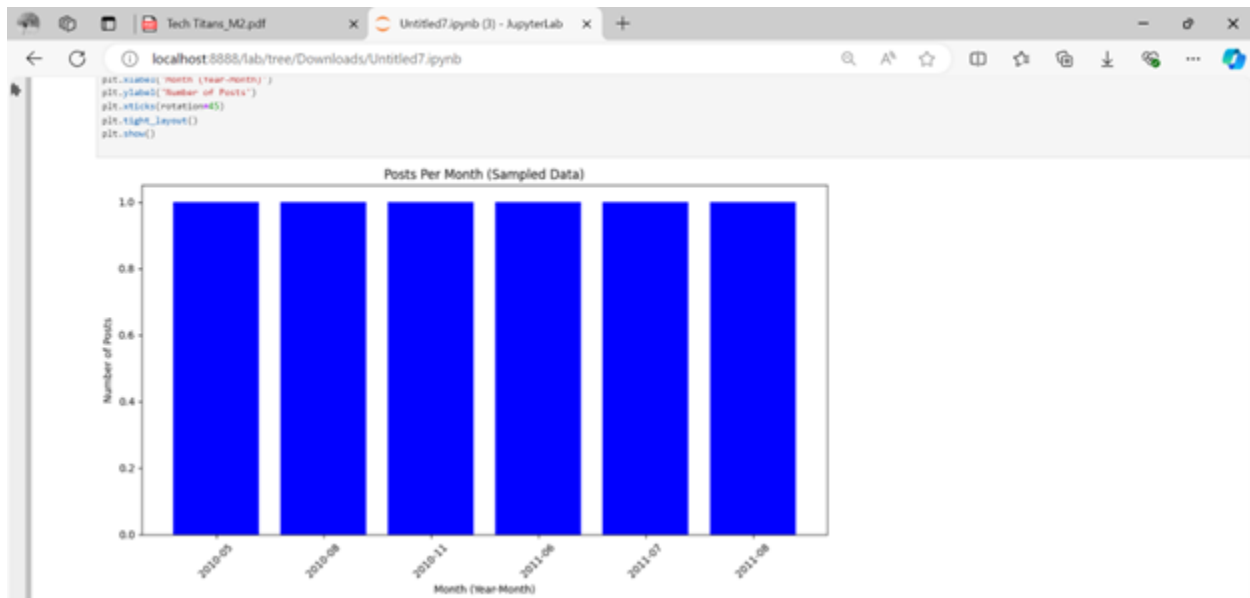 Tech Titans_M2.pdf
Untitled7.ipynb (3) - JupyterLab
localhost:8888/lab/tree/Downloads/Untitled7.ipynb
plt.xlabel('Month (Year-Month)')
plt.ylabel('Number of Posts')
plt.xticks(rotation=45)
plt.tight_layout()
plt.show()
Posts Per Month (Sampled Data)
1.0
0.8
0.6
0.4
0.2
0.0
Number of Posts
2010-05
2010-08
2010-11
2011-06
2011-07
2011-08
Month (Year-Month)